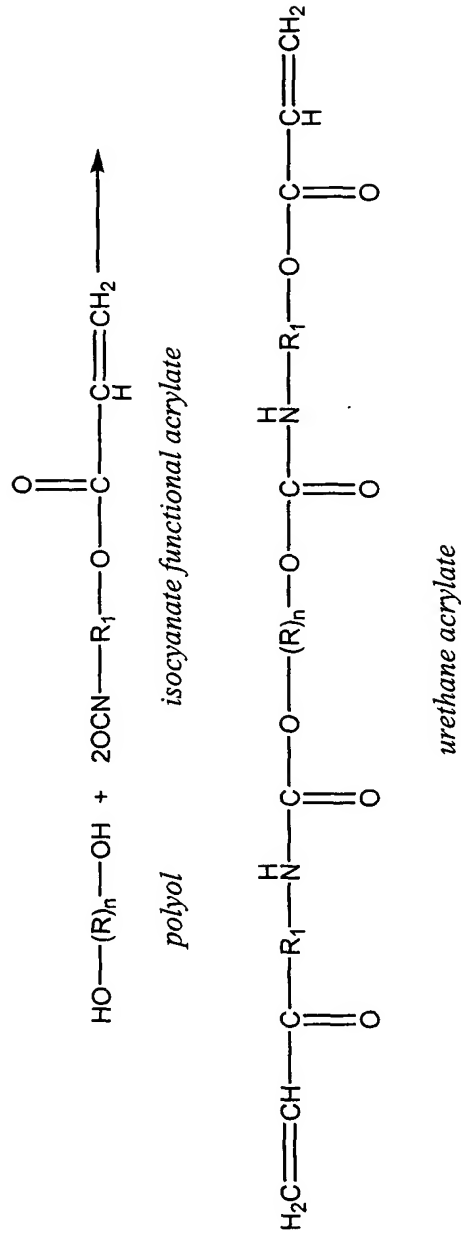 HO—(R)n—OH + 2OCN—R1—O—C(=O)—CH=CH2 →
polyol
isocyanate functional acrylate
H2C=CH—C(=O)—R1—NH—C(=O)—O—(R)n—O—C(=O)—NH—R1—O—C(=O)—CH=CH2
urethane acrylate